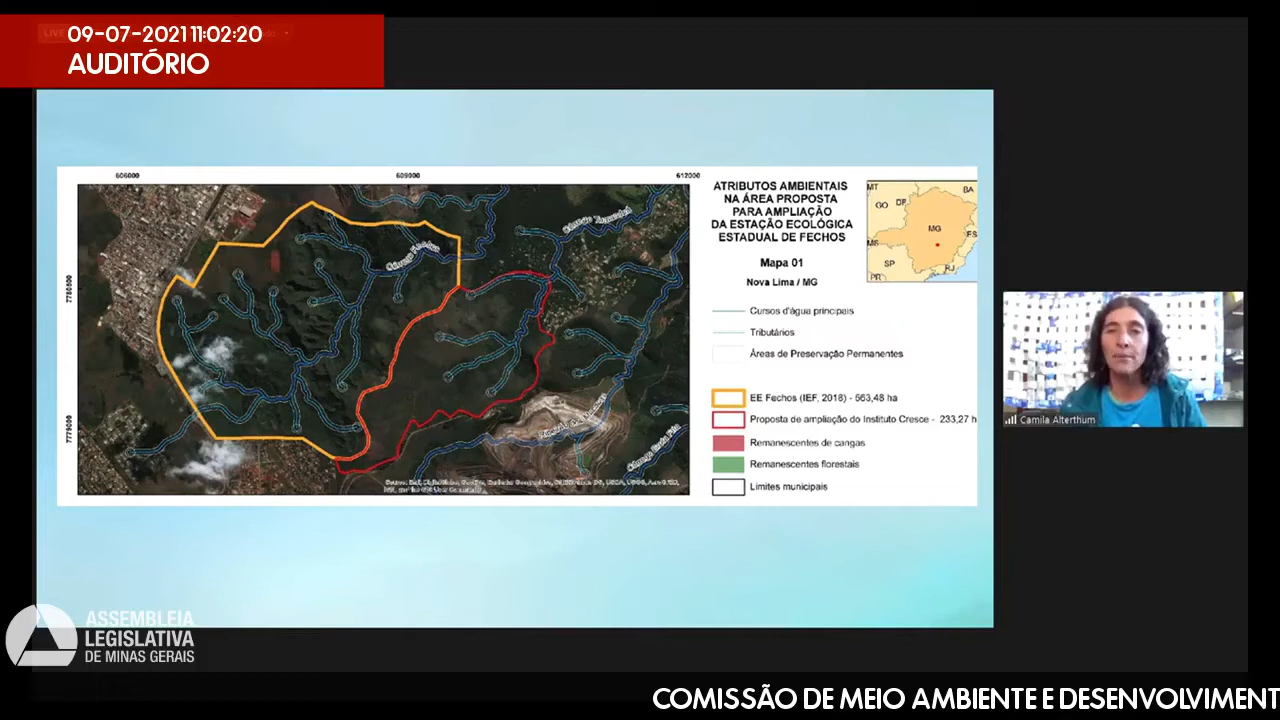 LIVE
09-07-2021 11:02:20
AUDITÓRIO
606000
609000
612000
7780500
7779000
ATRIBUTOS AMBIENTAIS
NA ÁREA PROPOSTA
PARA AMPLIAÇÃO
DA ESTAÇÃO ECOLÓGICA
ESTADUAL DE FECHOS
Mapa 01
Nova Lima / MG
MT
BA
GO
DF
MG
ES
MS
SP
RJ
PR
Cursos d'água principais
Tributários
Áreas de Preservação Permanentes
EE Fechos (IEF, 2018) - 563,48 ha
Proposta de ampliação do Instituto Cresce - 233,27 h
Remanescentes de cangas
Remanescentes florestais
Limites municipais
Camila Alterthum
ASSEMBLEIA
LEGISLATIVA
DE MINAS GERAIS
COMISSÃO DE MEIO AMBIENTE E DESENVOLVIMENT